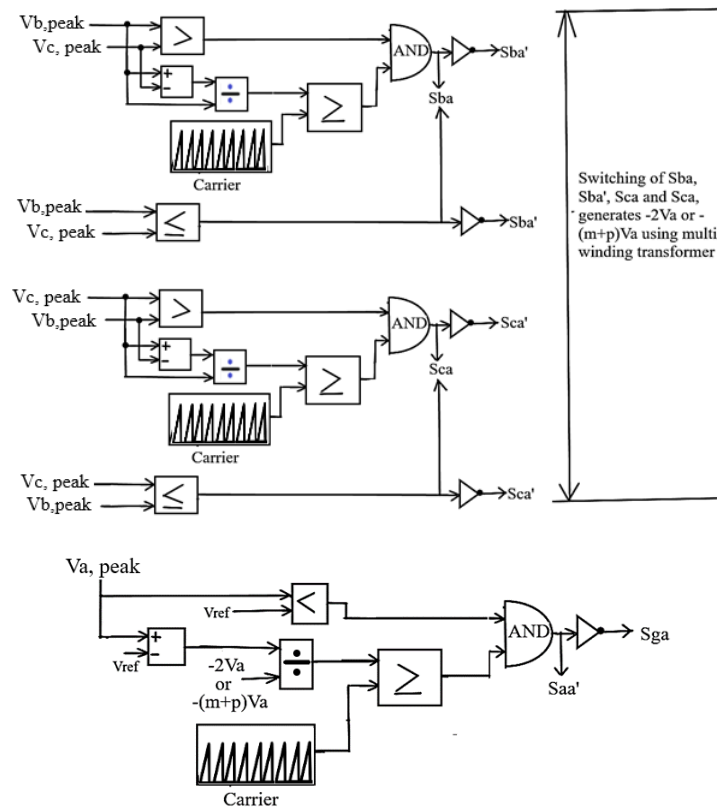 Vb,peak
Vc, peak
>
AND
Sba'
+
-
÷
≥
Sba
Carrier
Vb,peak
Vc, peak
≤
Sba'
Switching of Sba,
Sba', Sca and Sca,
generates -2Va or -
(m+p)Va using multi
winding transformer
Vc, peak
Vb,peak
>
AND
Sca'
+
-
÷
≥
Sca
Carrier
Vc, peak
Vb,peak
≤
Sca'
Va, peak
Vref
<
AND
Sga
+
-
Vref
-2Va
or
-(m+p)Va
÷
≥
Saa'
Carrier